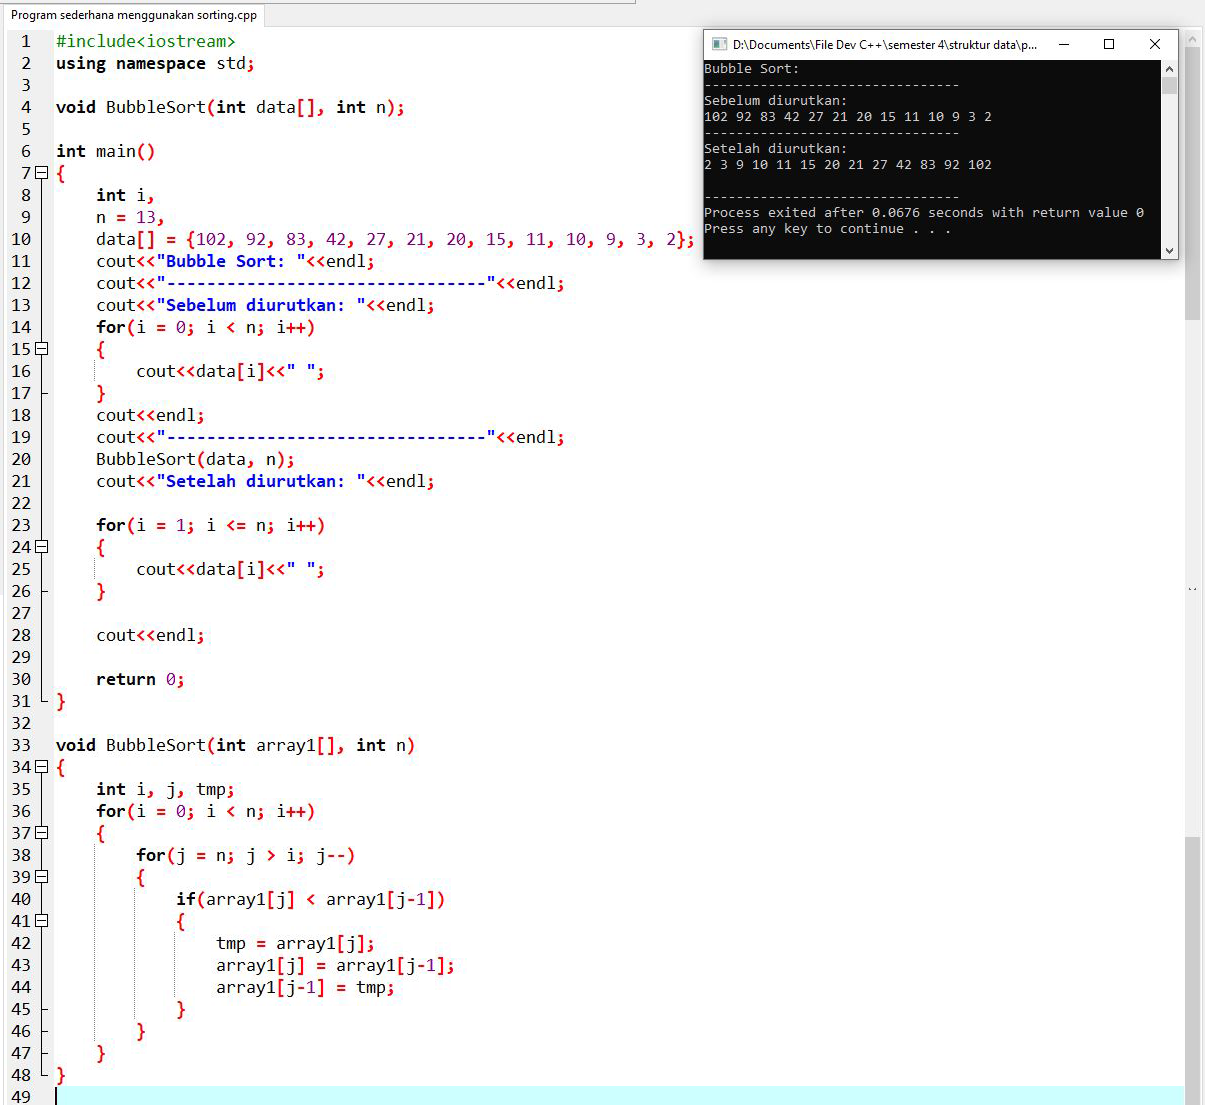 Program sederhana menggunakan sorting.cpp
1 #include<iostream>
2 using namespace std;
3
4 void BubbleSort(int data[], int n);
5
6 int main()
7 {
8 int i,
9 n = 13,
10 data[] = {102, 92, 83, 42, 27, 21, 20, 15, 11, 10, 9, 3, 2};
11 cout<<"Bubble Sort: "<<endl;
12 cout<<"--------------------------------"<<endl;
13 cout<<"Sebelum diurutkan: "<<endl;
14 for(i = 0; i < n; i++)
15 {
16 cout<<data[i]<<" ";
17 }
18 cout<<endl;
19 cout<<"--------------------------------"<<endl;
20 BubbleSort(data, n);
21 cout<<"Setelah diurutkan: "<<endl;
22
23 for(i = 1; i <= n; i++)
24 {
25 cout<<data[i]<<" ";
26 }
27
28 cout<<endl;
29
30 return 0;
31 }
32
33 void BubbleSort(int array1[], int n)
34 {
35 int i, j, tmp;
36 for(i = 0; i < n; i++)
37 {
38 for(j = n; j > i; j--)
39 {
40 if(array1[j] < array1[j-1])
41 {
42 tmp = array1[j];
43 array1[j] = array1[j-1];
44 array1[j-1] = tmp;
45 }
46 }
47 }
48 }
49
D:\Documents\File Dev C++\semester 4\struktur data\p...
Bubble Sort:
--------------------------------
Sebelum diurutkan:
102 92 83 42 27 21 20 15 11 10 9 3 2
--------------------------------
Setelah diurutkan:
2 3 9 10 11 15 20 21 27 42 83 92 102
--------------------------------
Process exited after 0.0676 seconds with return value 0
Press any key to continue . . .